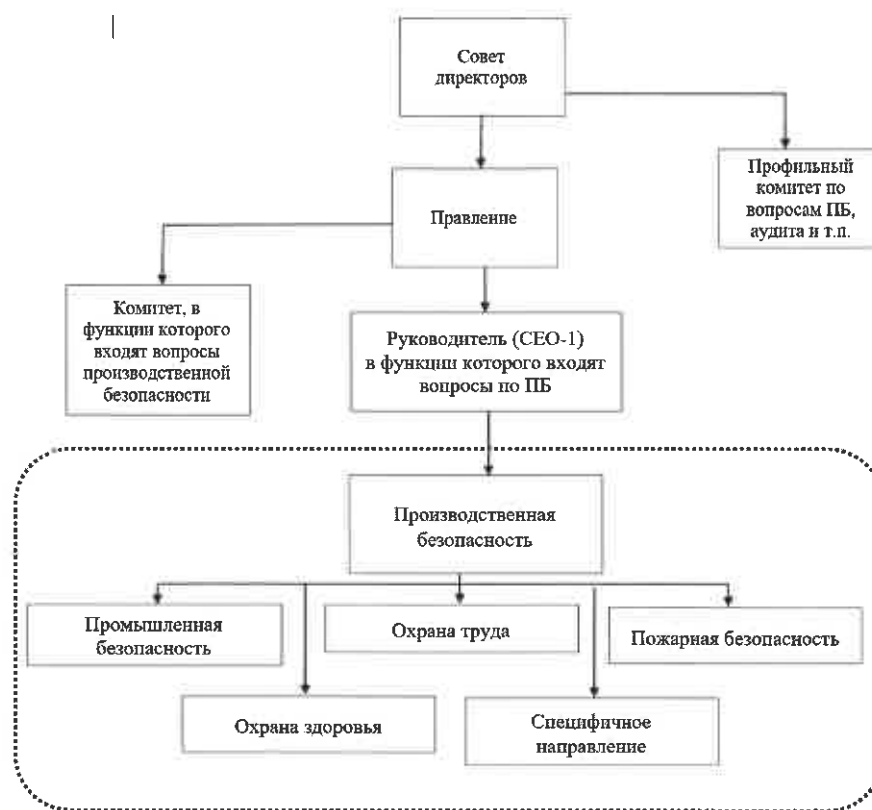 Совет
директоров
Профильный
комитет по
вопросам ПБ,
аудита и т.п.
Правление
Комитет, в
функции которого
входят вопросы
производственной
безопасности
Руководитель (CEO-1)
в функции которого входят
вопросы по ПБ
Производственная
безопасность
Промышленная
безопасность
Охрана труда
Пожарная безопасность
Охрана здоровья
Специфичное
направление